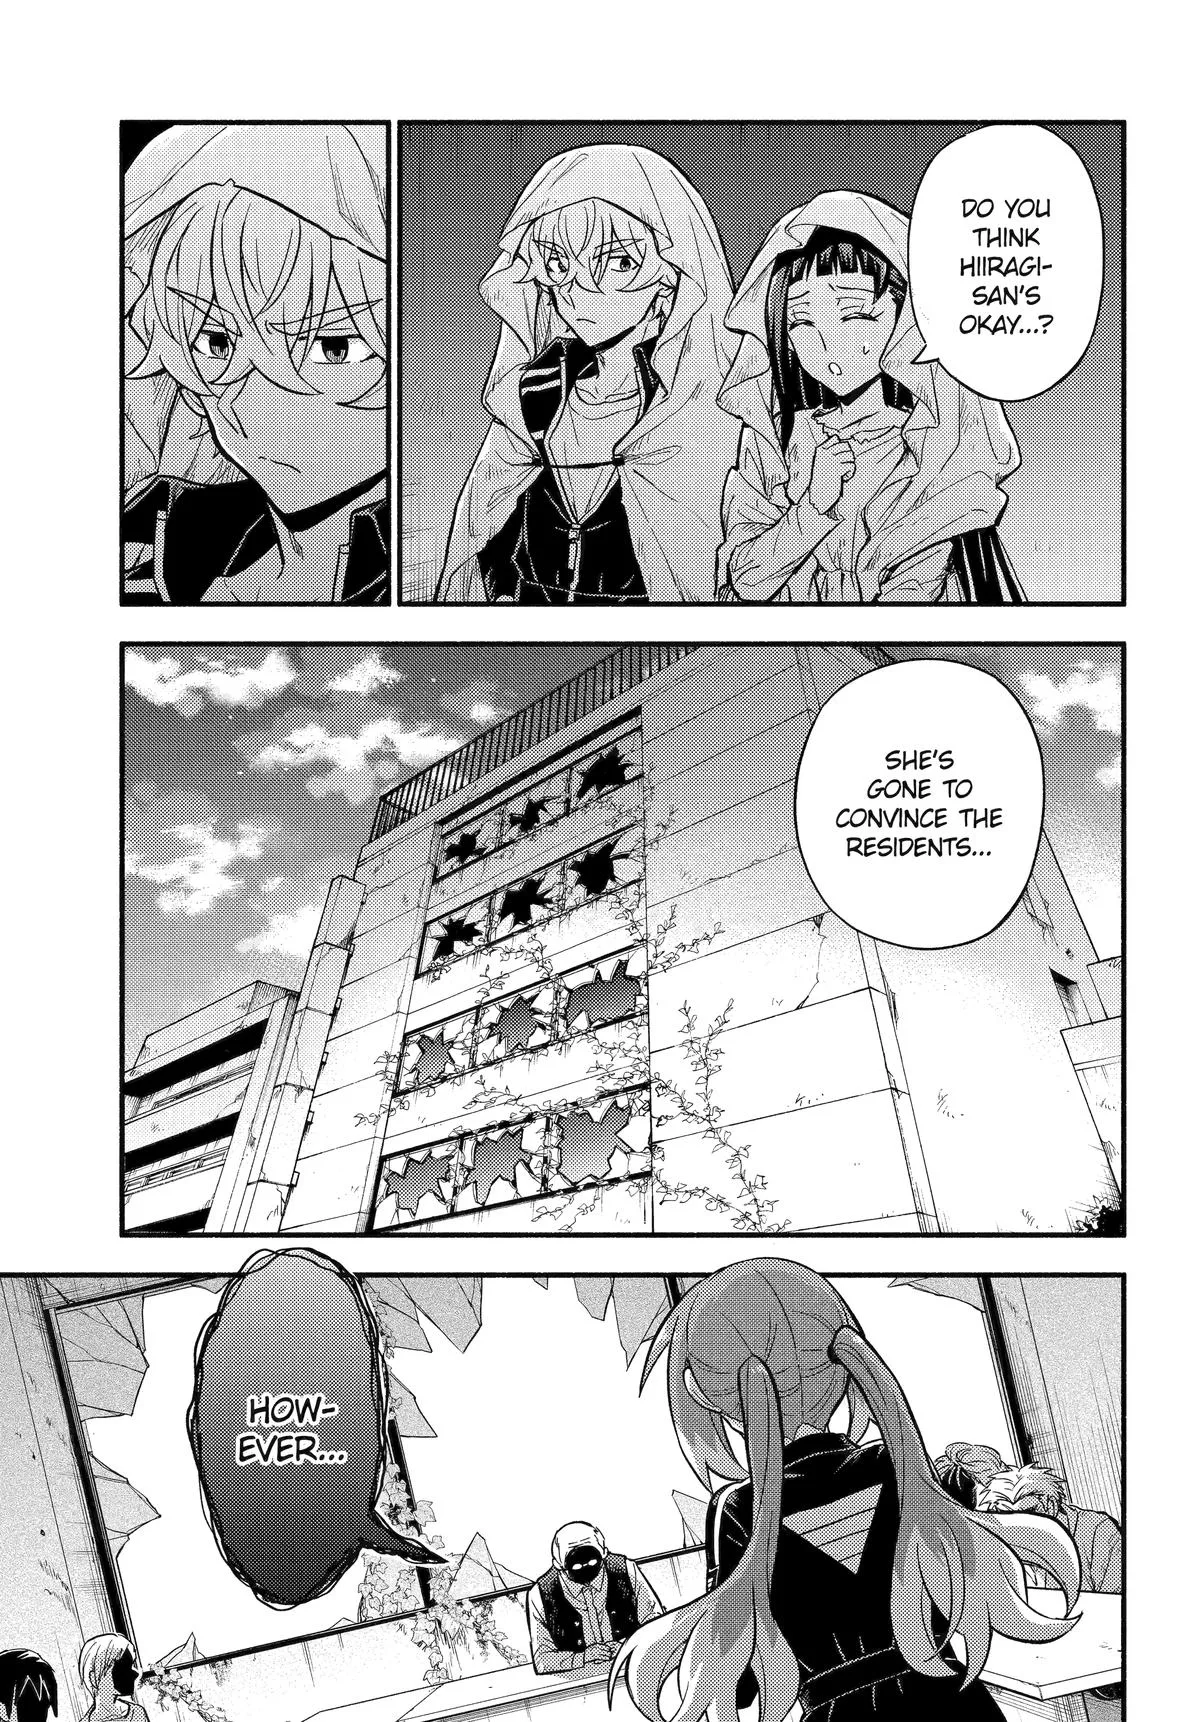 DO YOU
THINK
HIIRAGI-
SAN'S
OKAY...?
SHE'S
GONE TO
CONVINCE THE
RESIDENTS...
HOW-
EVER...